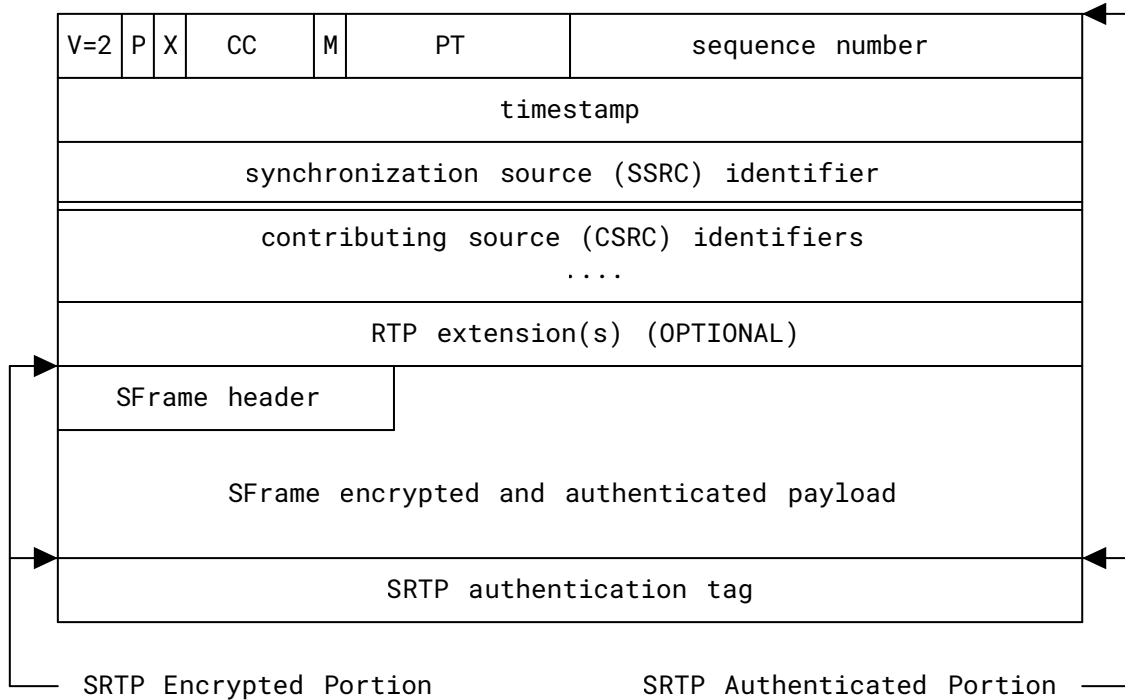 V=2 P X CC M PT sequence number
timestamp
synchronization source (SSRC) identifier
contributing source (CSRC) identifiers
....
RTP extension(s) (OPTIONAL)
SFrame header
SFrame encrypted and authenticated payload
SRTP authentication tag
SRTP Encrypted Portion SRTP Authenticated Portion